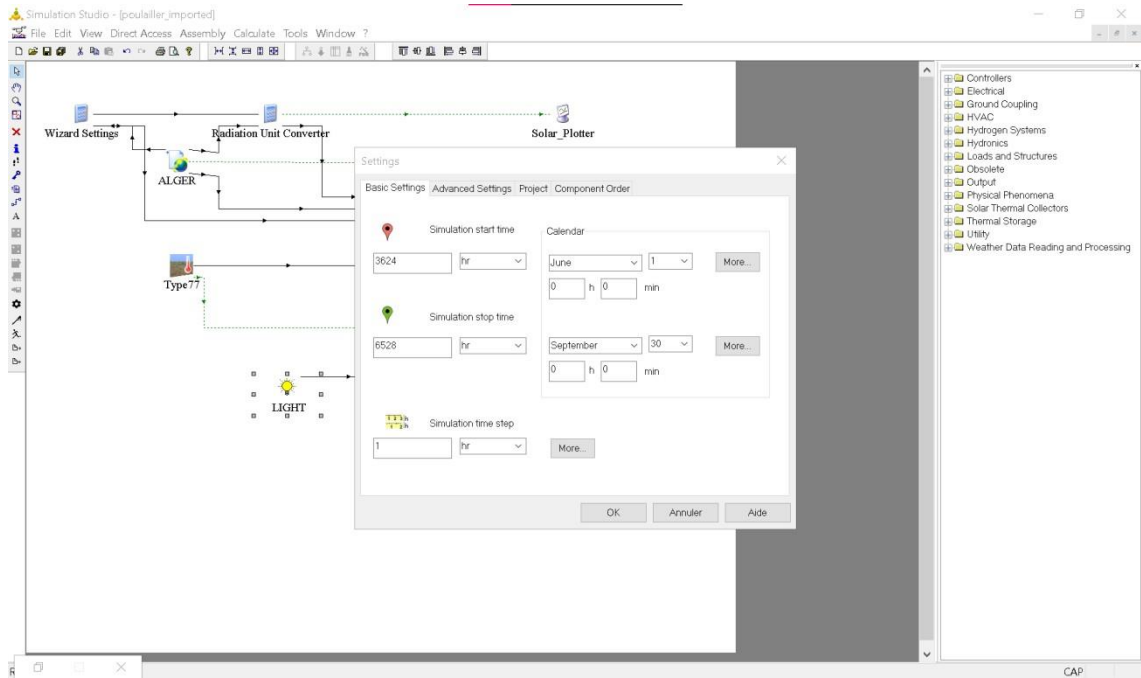 Simulation Studio - [poulailler_imported]
File Edit View Direct Access Assembly Calculate Tools Window ?
Wizard Settings
Radiation Unit Converter
Solar_Plotter
ALGER
Type77
LIGHT
Settings
Basic Settings Advanced Settings Project Component Order
Simulation start time
Calendar
3624 hr June 1 More...
0 h 0 min
Simulation stop time
6528 hr September 30 More...
0 h 0 min
Simulation time step
1 hr More...
OK Annuler Aide
Controllers
Electrical
Ground Coupling
HVAC
Hydrogen Systems
Hydronics
Loads and Structures
Obsolete
Output
Physical Phenomena
Solar Thermal Collectors
Thermal Storage
Utility
Weather Data Reading and Processing
CAP